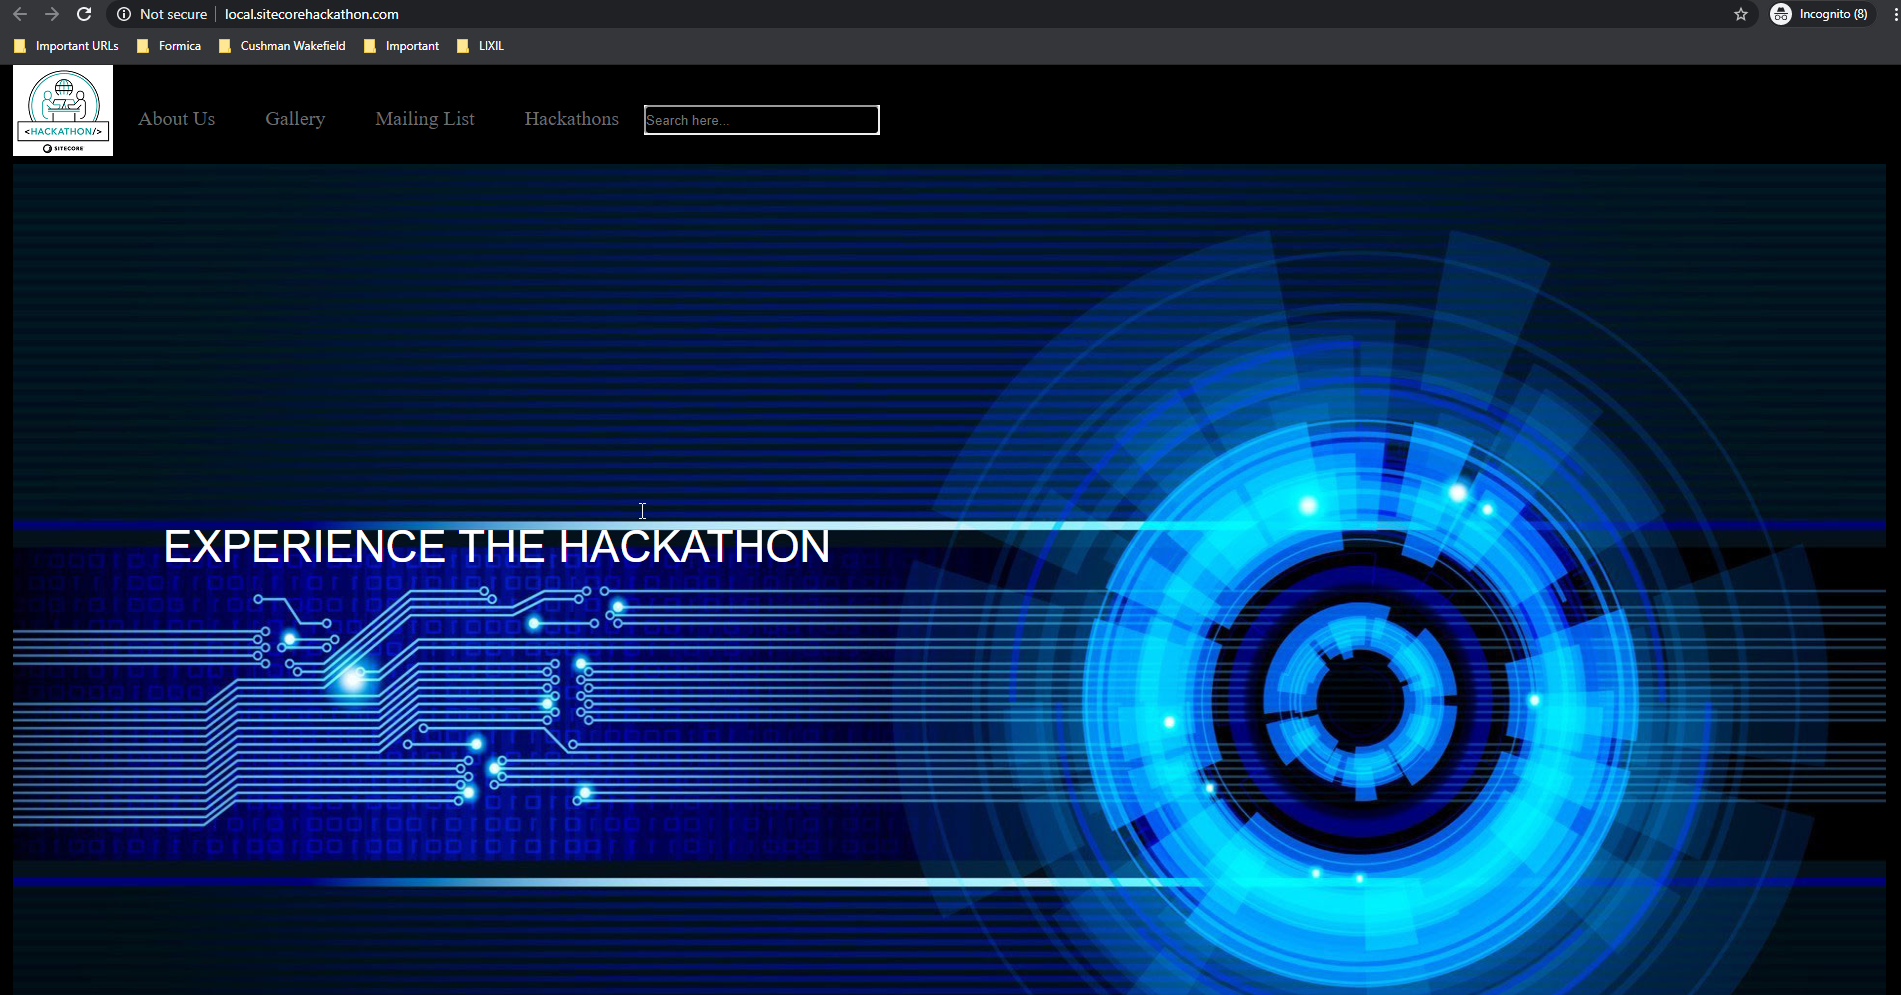 Not secure local.sitecorehackathon.com Incognito (8)
Important URLs Formica Cushman Wakefield Important LIXIL
<HACKATHON/>
SITECORE
About Us Gallery Mailing List Hackathons Search here...
EXPERIENCE THE HACKATHON